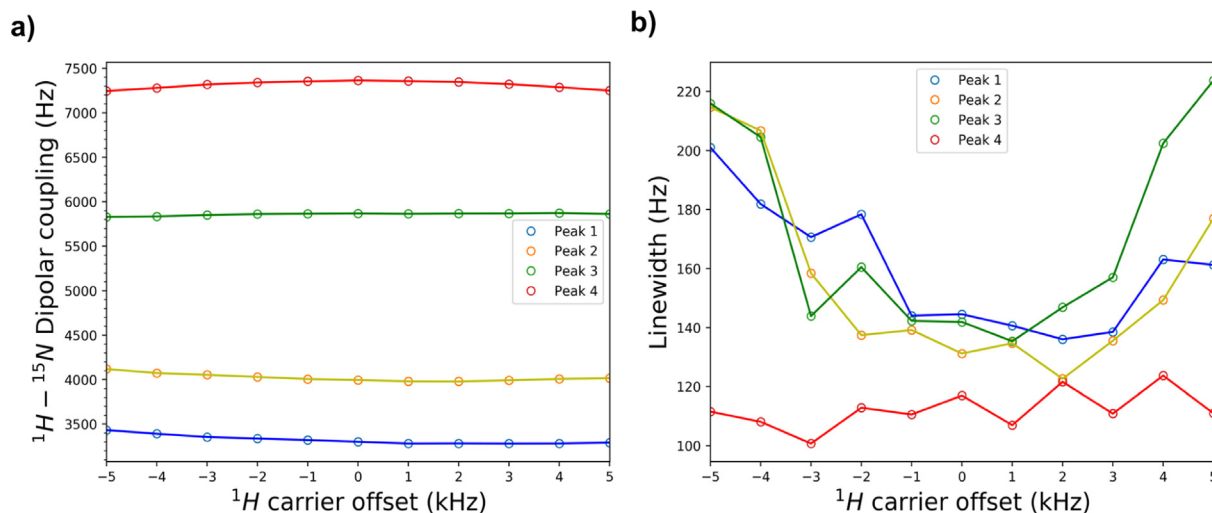 a)
7500
7000
6500
6000
5500
5000
4500
4000
3500
¹H − ¹⁵N Dipolar coupling (Hz)
Peak 1
Peak 2
Peak 3
Peak 4
−5 −4 −3 −2 −1 0 1 2 3 4 5
¹H carrier offset (kHz)
b)
220
200
180
160
140
120
100
Linewidth (Hz)
Peak 1
Peak 2
Peak 3
Peak 4
−5 −4 −3 −2 −1 0 1 2 3 4 5
¹H carrier offset (kHz)